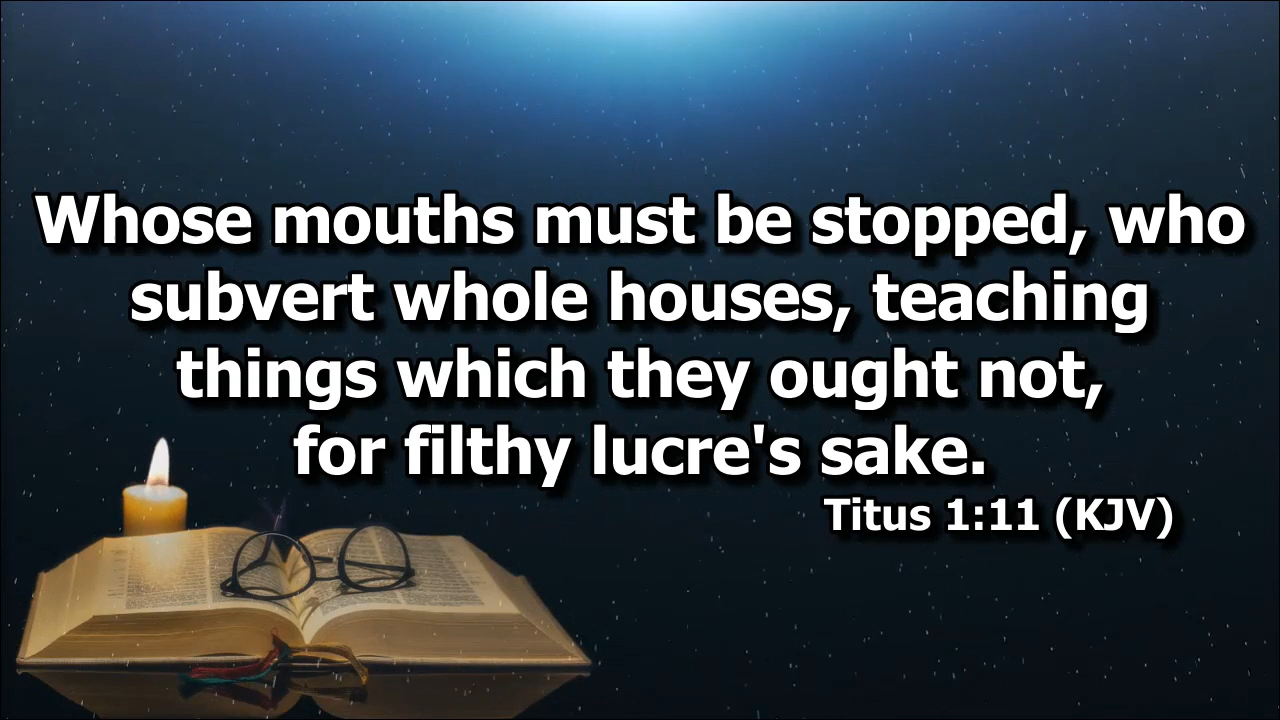 Whose mouths must be stopped, who
subvert whole houses, teaching
things which they ought not,
for filthy lucre's sake.
Titus 1:11 (KJV)